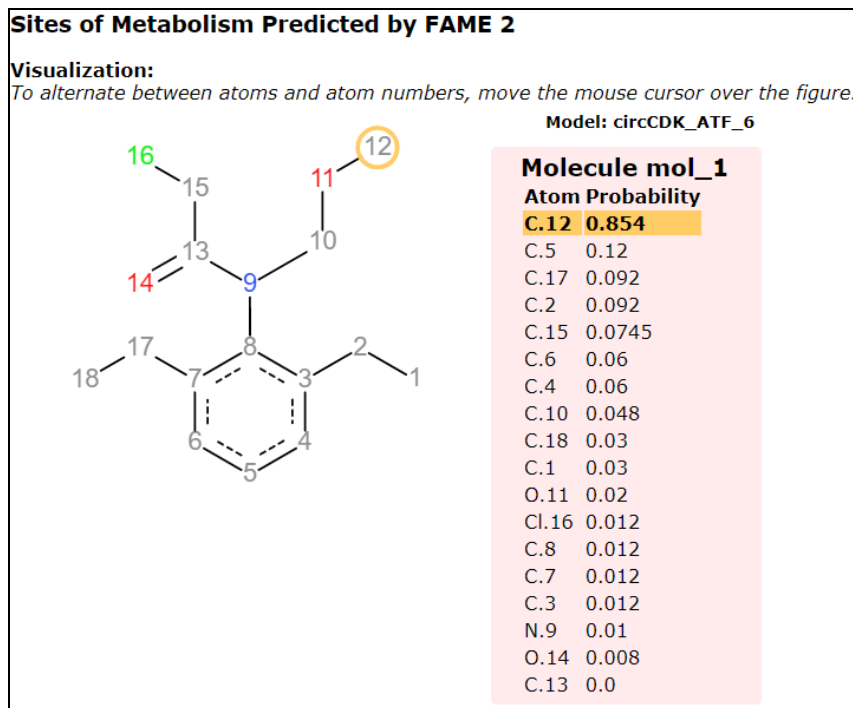 Sites of Metabolism Predicted by FAME 2
Visualization:
To alternate between atoms and atom numbers, move the mouse cursor over the figure.
Model: circCDK_ATF_6
16
15
11
12
13
10
14
9
17
8
2
18
7
3
1
6
4
5
Molecule mol_1
Atom Probability
C.12 0.854
C.5 0.12
C.17 0.092
C.2 0.092
C.15 0.0745
C.6 0.06
C.4 0.06
C.10 0.048
C.18 0.03
C.1 0.03
O.11 0.02
Cl.16 0.012
C.8 0.012
C.7 0.012
C.3 0.012
N.9 0.01
O.14 0.008
C.13 0.0